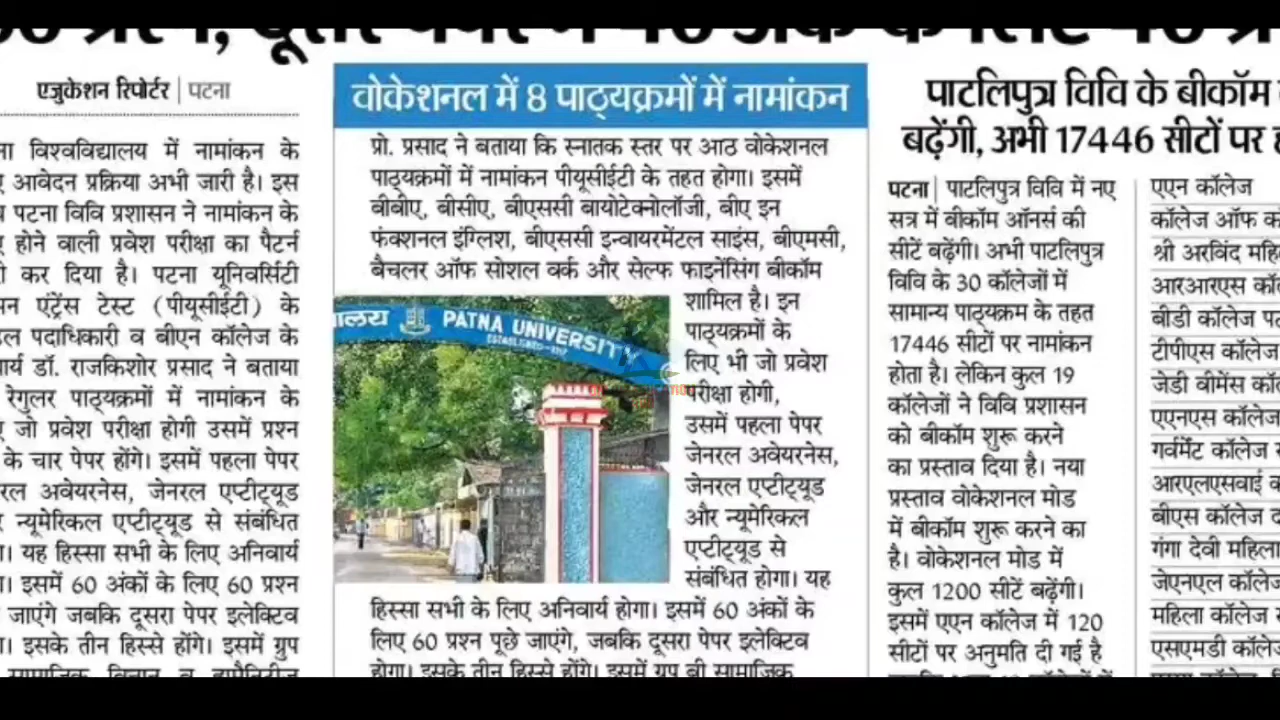 एजुकेशन रिपोर्टर | पटना
विश्वविद्यालय में नामांकन के
आवेदन प्रक्रिया अभी जारी है। इस
पटना विवि प्रशासन ने नामांकन के
होने वाली प्रवेश परीक्षा का पैटर्न
कर दिया है। पटना यूनिवर्सिटी
एंट्रेंस टेस्ट (पीयूसीईटी) के
पदाधिकारी व बीएन कॉलेज के
डॉ. राजकिशोर प्रसाद ने बताया
रेगुलर पाठ्यक्रमों में नामांकन के
जो प्रवेश परीक्षा होगी उसमें प्रश्न
के चार पेपर होंगे। इसमें पहला पेपर
अवेयरनेस, जेनरल एप्टीट्यूड
न्यूमेरिकल एप्टीट्यूड से संबंधित
यह हिस्सा सभी के लिए अनिवार्य
इसमें 60 अंकों के लिए 60 प्रश्न
जाएंगे जबकि दूसरा पेपर इलेक्टिव
इसके तीन हिस्से होंगे। इसमें ग्रुप
वोकेशनल में 8 पाठ्यक्रमों में नामांकन
प्रो. प्रसाद ने बताया कि स्नातक स्तर पर आठ वोकेशनल
पाठ्यक्रमों में नामांकन पीयूसीईटी के तहत होगा। इसमें
बीबीए, बीसीए, बीएससी बायोटेक्नोलॉजी, बीए इन
फंक्शनल इंग्लिश, बीएससी इन्वायरमेंटल साइंस, बीएमसी,
बैचलर ऑफ सोशल वर्क और सेल्फ फाइनेंसिंग बीकॉम
शामिल है। इन
पाठ्यक्रमों के
लिए भी जो प्रवेश
परीक्षा होगी,
उसमें पहला पेपर
जेनरल अवेयरनेस,
जेनरल एप्टीट्यूड
और न्यूमेरिकल
एप्टीट्यूड से
संबंधित होगा। यह
हिस्सा सभी के लिए अनिवार्य होगा। इसमें 60 अंकों के
लिए 60 प्रश्न पूछे जाएंगे, जबकि दूसरा पेपर इलेक्टिव
होगा। इसके तीन हिस्से होंगे। इसमें ग्रुप बी सामाजिक
PATNA UNIVERSITY
पाटलिपुत्र विवि के बीकॉम
बढ़ेंगी, अभी 17446 सीटों पर
पटना | पाटलिपुत्र विवि में नए
सत्र में बीकॉम ऑनर्स की
सीटें बढ़ेंगी। अभी पाटलिपुत्र
विवि के 30 कॉलेजों में
सामान्य पाठ्यक्रम के तहत
17446 सीटों पर नामांकन
होता है। लेकिन कुल 19
कॉलेजों ने विवि प्रशासन
को बीकॉम शुरू करने
का प्रस्ताव दिया है। नया
प्रस्ताव वोकेशनल मोड
में बीकॉम शुरू करने का
है। वोकेशनल मोड में
कुल 1200 सीटें बढ़ेंगी।
इसमें एएन कॉलेज में 120
सीटों पर अनुमति दी गई है
एएन कॉलेज
कॉलेज ऑफ
श्री अरविंद
आरआरएस
बीडी कॉलेज
टीपीएस कॉलेज
जेडी वीमेंस
एएनएस कॉलेज
गर्वमेंट कॉलेज
आरएलएसवाई
बीएस कॉलेज
गंगा देवी महिला
जेएनएल कॉलेज
महिला कॉलेज
एसएमडी कॉलेज